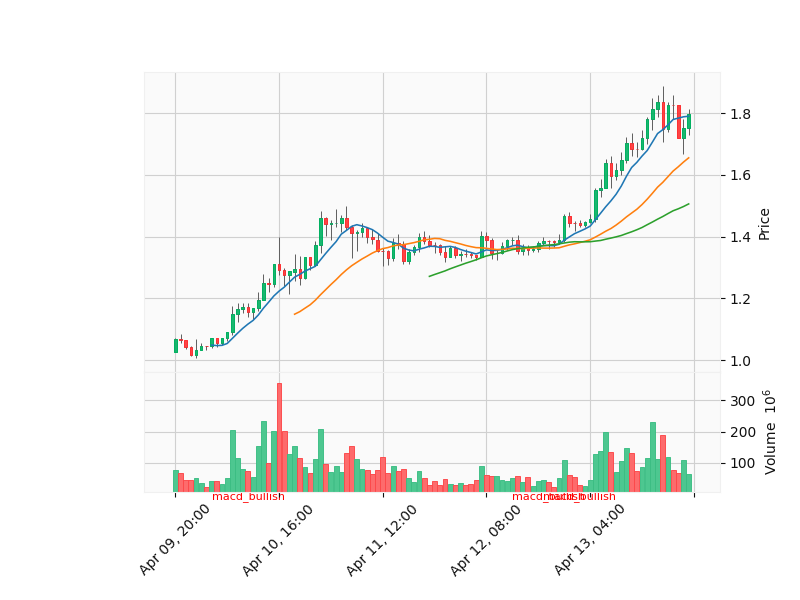 1.8
1.6
1.4
1.2
1.0
Price
300
200
100
Volume 10^6
macd_bullish
macd_bullish
Apr 09, 20:00
Apr 10, 16:00
Apr 11, 12:00
Apr 12, 08:00
Apr 13, 04:00